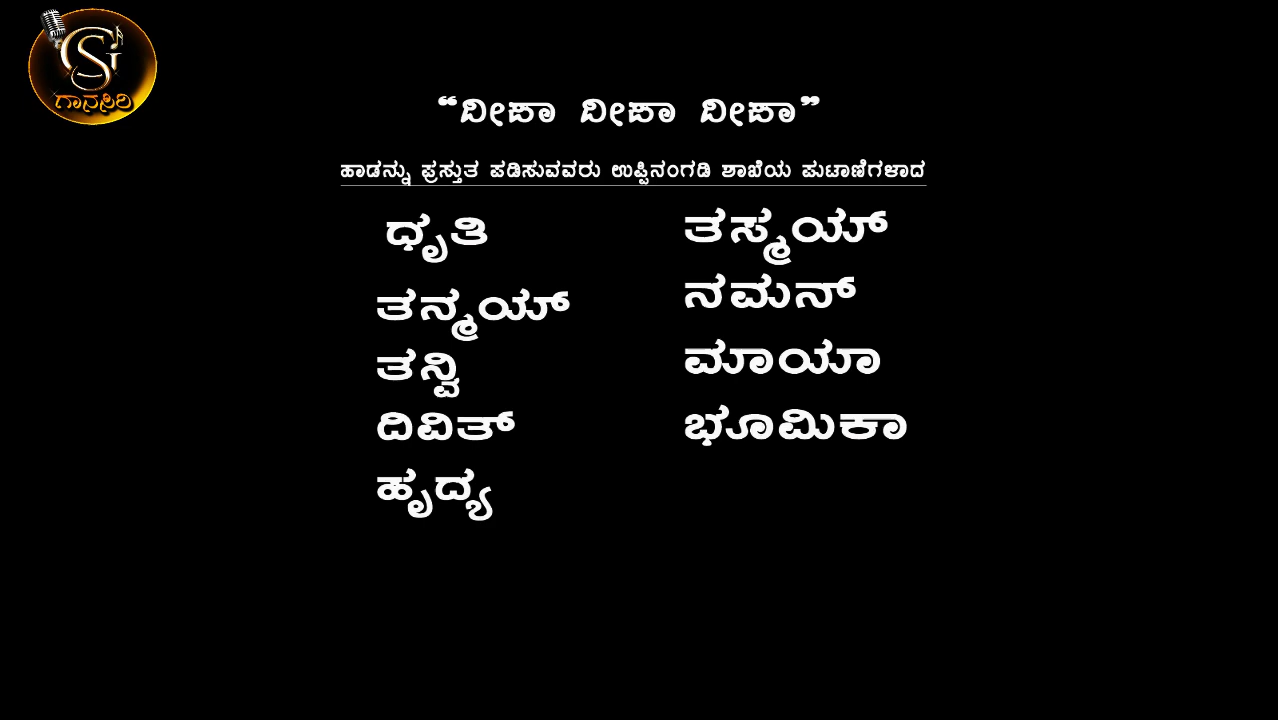 ಗಾನಸಿರಿ
“ದೀಪಾ ದೀಪಾ ದೀಪಾ”
ಹಾಡನ್ನು ಪ್ರಸ್ತುತ ಪಡಿಸುವವರು ಉಪ್ಪಿನಂಗಡಿ ಶಾಖೆಯ ಪುಟಾಣಿಗಳಾದ
ಧೃತಿ
ತನ್ಮಯ್
ತನ್ವಿ
ದಿವಿತ್
ಹೃದ್ಯ
ತಸ್ಮಯ್
ನಮನ್
ಮಾಯಾ
ಭೂಮಿಕಾ